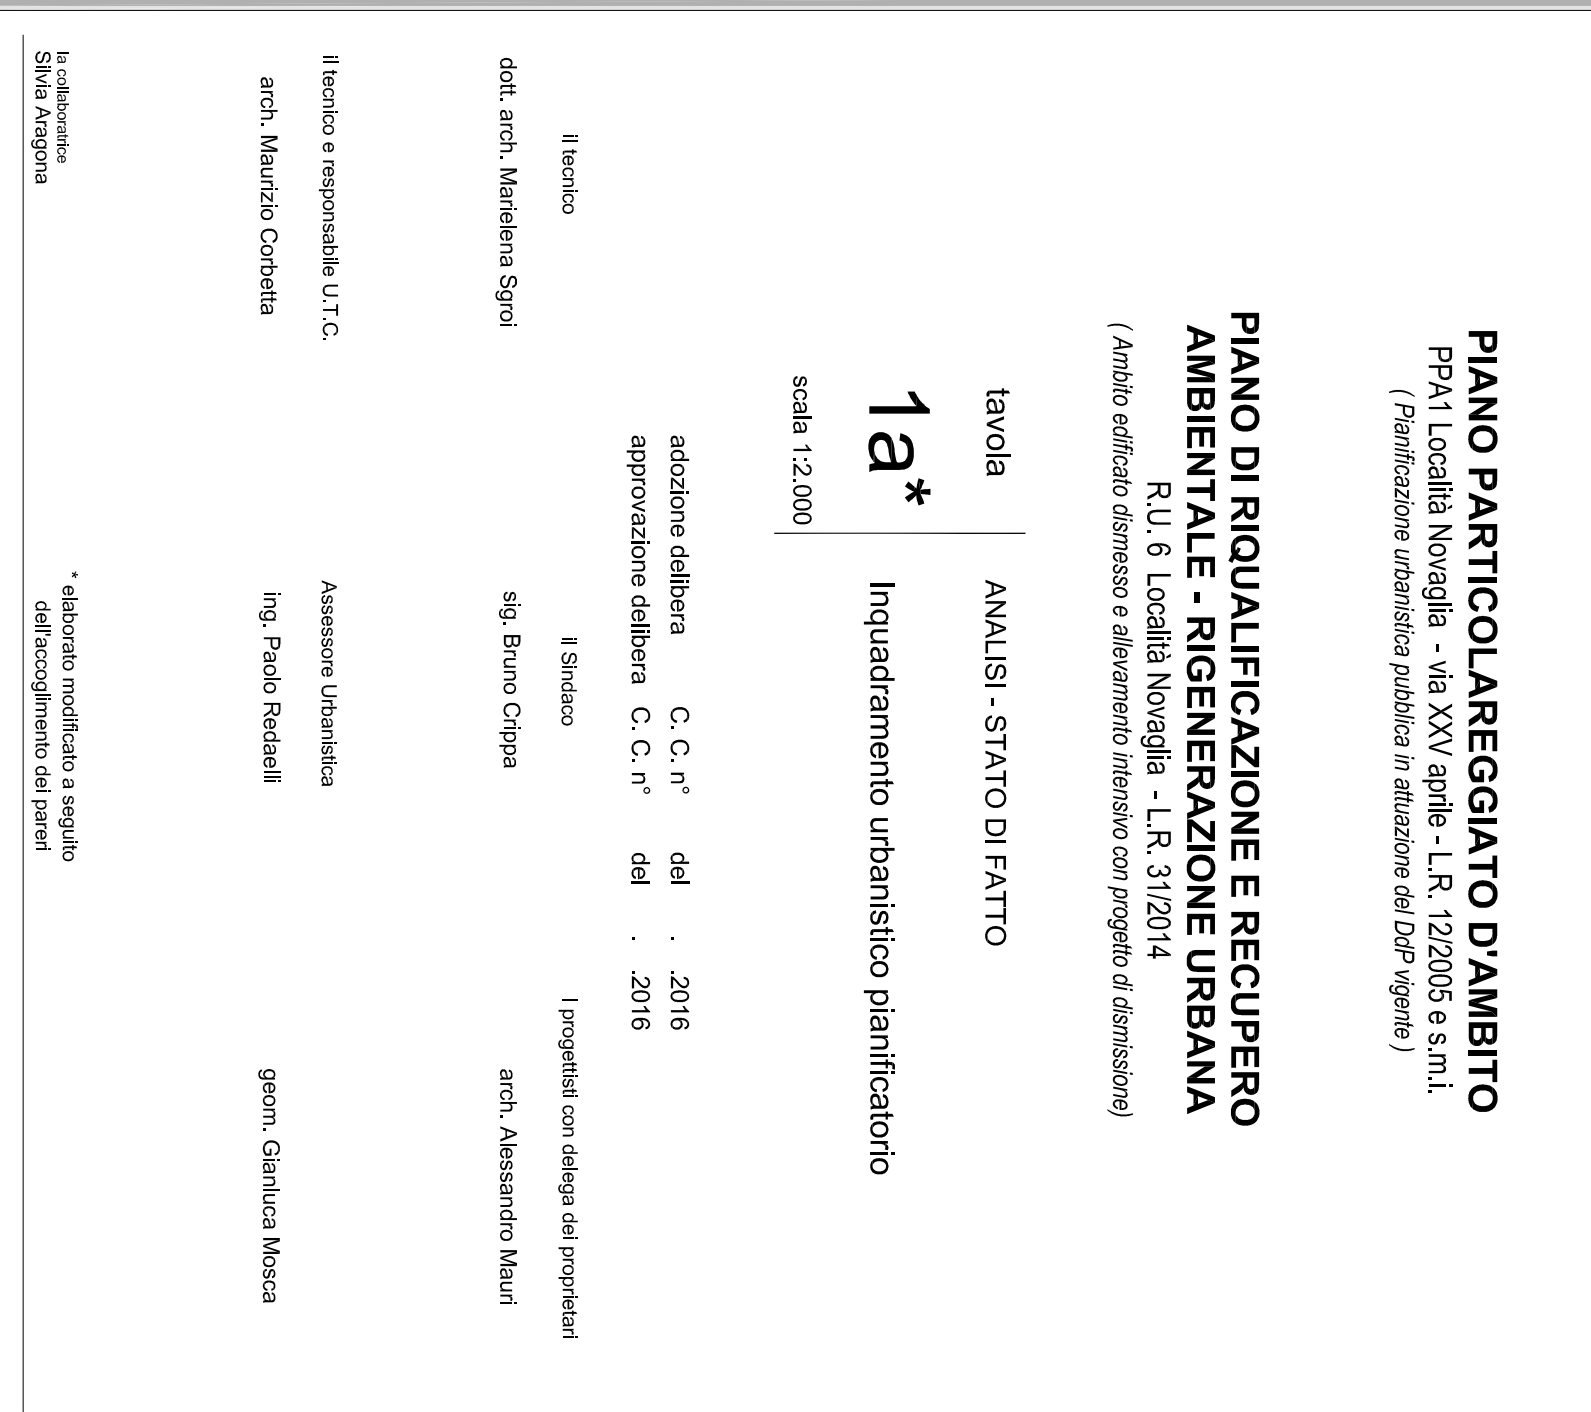 PIANO PARTICOLAREGGIATO D'AMBITO
PPA1 Località Novaglia - via XXV aprile - L.R. 12/2005 e s.m.i.
( Pianificazione urbanistica pubblica in attuazione del DdP vigente )
PIANO DI RIQUALIFICAZIONE E RECUPERO
AMBIENTALE - RIGENERAZIONE URBANA
R.U. 6 Località Novaglia - L.R. 31/2014
( Ambito edificato dismesso e allevamento intensivo con progetto di dismissione)
tavola
ANALISI - STATO DI FATTO
1a*
Inquadramento urbanistico pianificatorio
scala 1:2.000
adozione delibera C. C. n° del . .2016
approvazione delibera C. C. n° del . .2016
il tecnico
il Sindaco
I progettisti con delega dei proprietari
dott. arch. Marielena Sgroi
sig. Bruno Crippa
arch. Alessandro Mauri
il tecnico e responsabile U.T.C.
Assessore Urbanistica
arch. Maurizio Corbetta
ing. Paolo Redaelli
geom. Gianluca Mosca
la collaboratrice
Silvia Aragona
* elaborato modificato a seguito
dell'accoglimento dei pareri